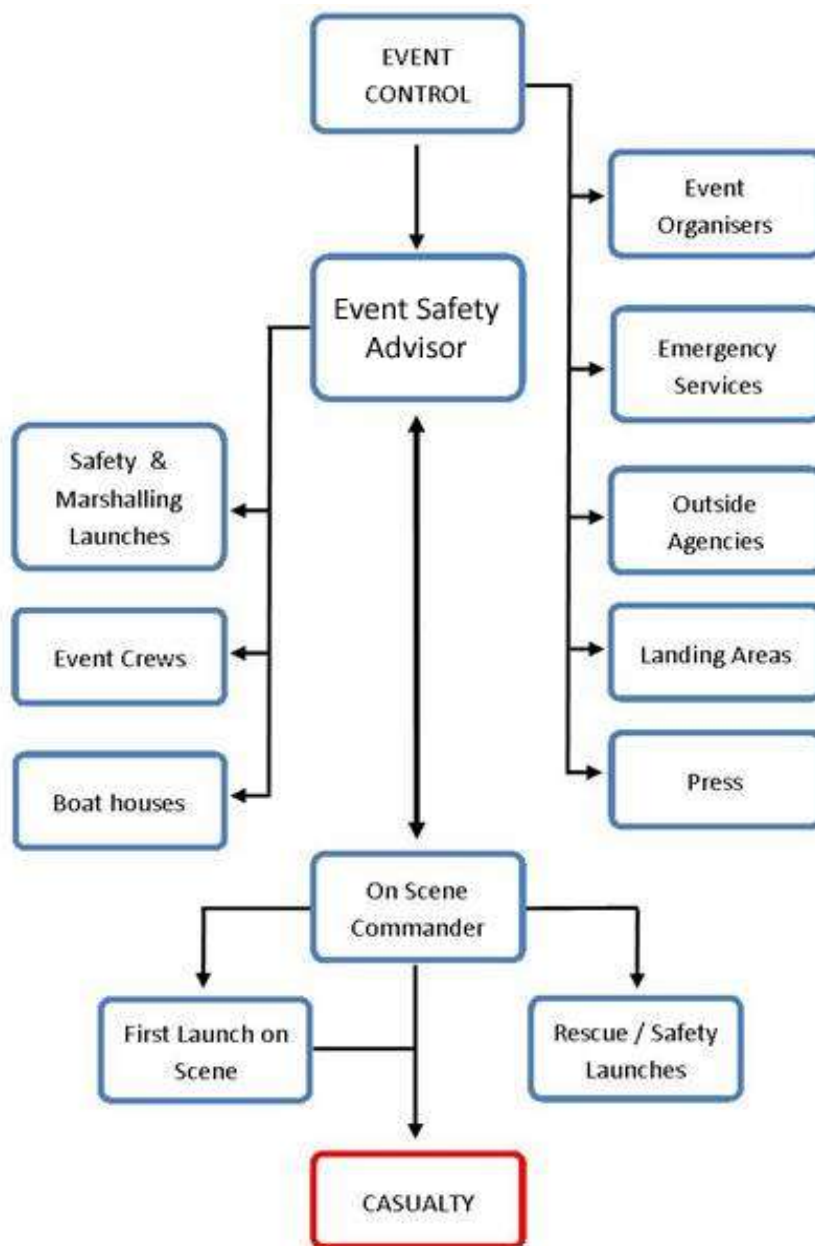 EVENT
CONTROL
Event
Organisers
Event Safety
Advisor
Emergency
Services
Safety &
Marshalling
Launches
Outside
Agencies
Event Crews
Landing Areas
Boat houses
Press
On Scene
Commander
First Launch on
Scene
Rescue / Safety
Launches
CASUALTY